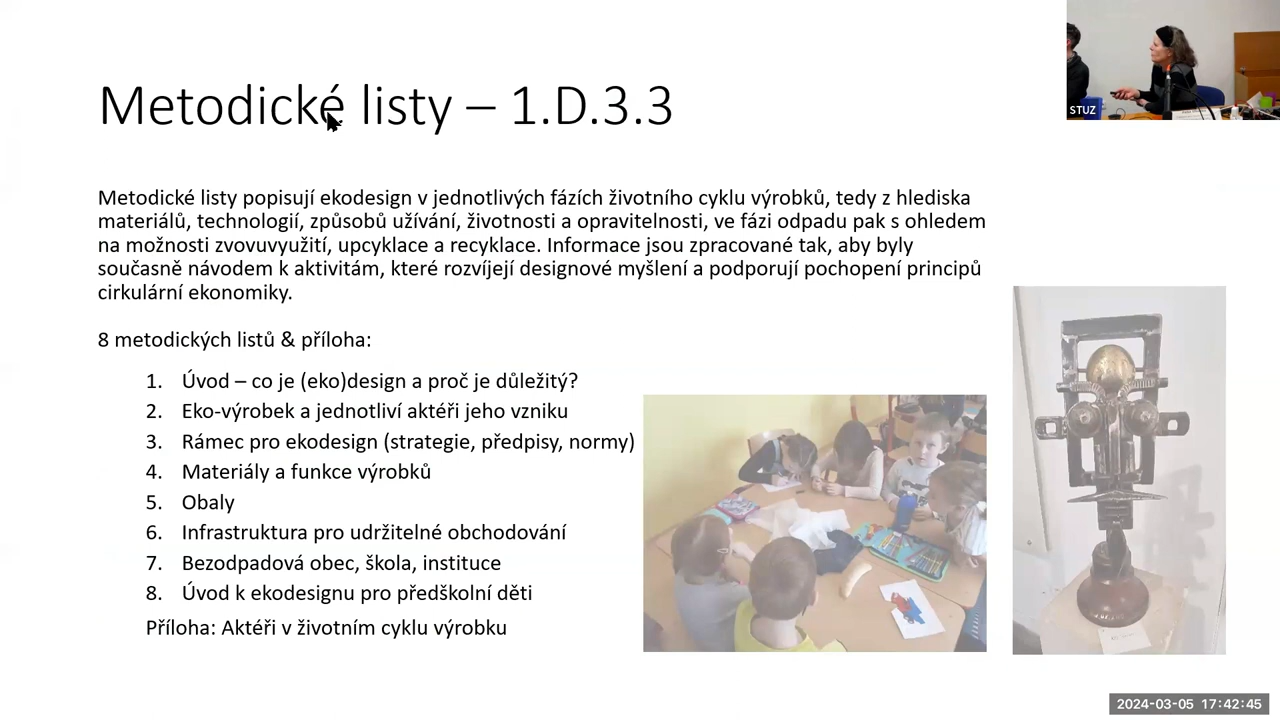 Metodické listy – 1.D.3.3
STUZ
Metodické listy popisují ekodesign v jednotlivých fázích životního cyklu výrobků, tedy z hlediska
materiálů, technologií, způsobů užívání, životnosti a opravitelnosti, ve fázi odpadu pak s ohledem
na možnosti zvovuvyužití, upcyklace a recyklace. Informace jsou zpracované tak, aby byly
současně návodem k aktivitám, které rozvíjejí designové myšlení a podporují pochopení principů
cirkulární ekonomiky.
8 metodických listů & příloha:
1. Úvod – co je (eko)design a proč je důležitý?
2. Eko-výrobek a jednotliví aktéři jeho vzniku
3. Rámec pro ekodesign (strategie, předpisy, normy)
4. Materiály a funkce výrobků
5. Obaly
6. Infrastruktura pro udržitelné obchodování
7. Bezodpadová obec, škola, instituce
8. Úvod k ekodesignu pro předškolní děti
Příloha: Aktéři v životním cyklu výrobku
2024-03-05 17:42:45